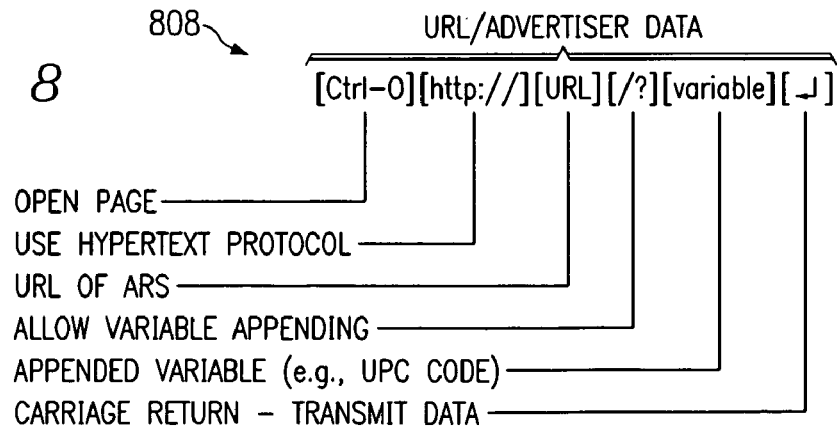 808
URL/ADVERTISER DATA
8
[Ctrl-O][http://][URL][/?][variable][↵]
OPEN PAGE
USE HYPERTEXT PROTOCOL
URL OF ARS
ALLOW VARIABLE APPENDING
APPENDED VARIABLE (e.g., UPC CODE)
CARRIAGE RETURN - TRANSMIT DATA